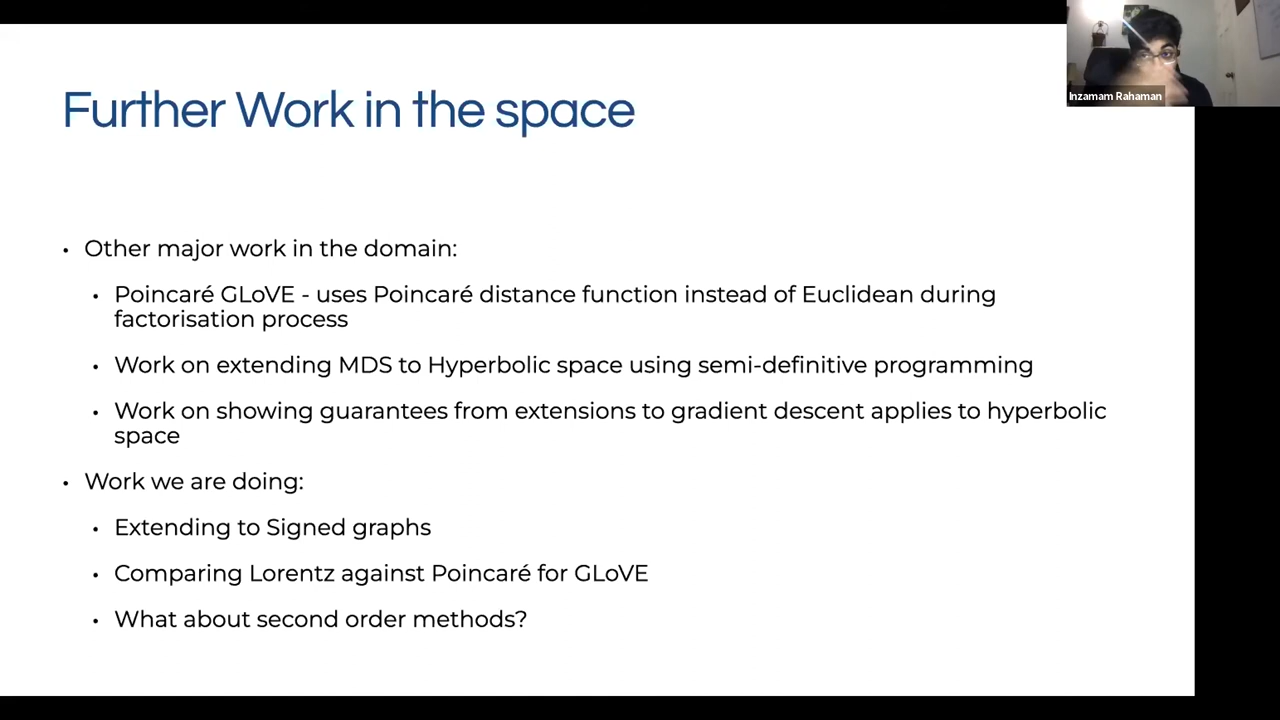 Inzamam Rahaman
Further Work in the space
• Other major work in the domain:
• Poincaré GLoVE - uses Poincaré distance function instead of Euclidean during
factorisation process
• Work on extending MDS to Hyperbolic space using semi-definitive programming
• Work on showing guarantees from extensions to gradient descent applies to hyperbolic
space
• Work we are doing:
• Extending to Signed graphs
• Comparing Lorentz against Poincaré for GLoVE
• What about second order methods?